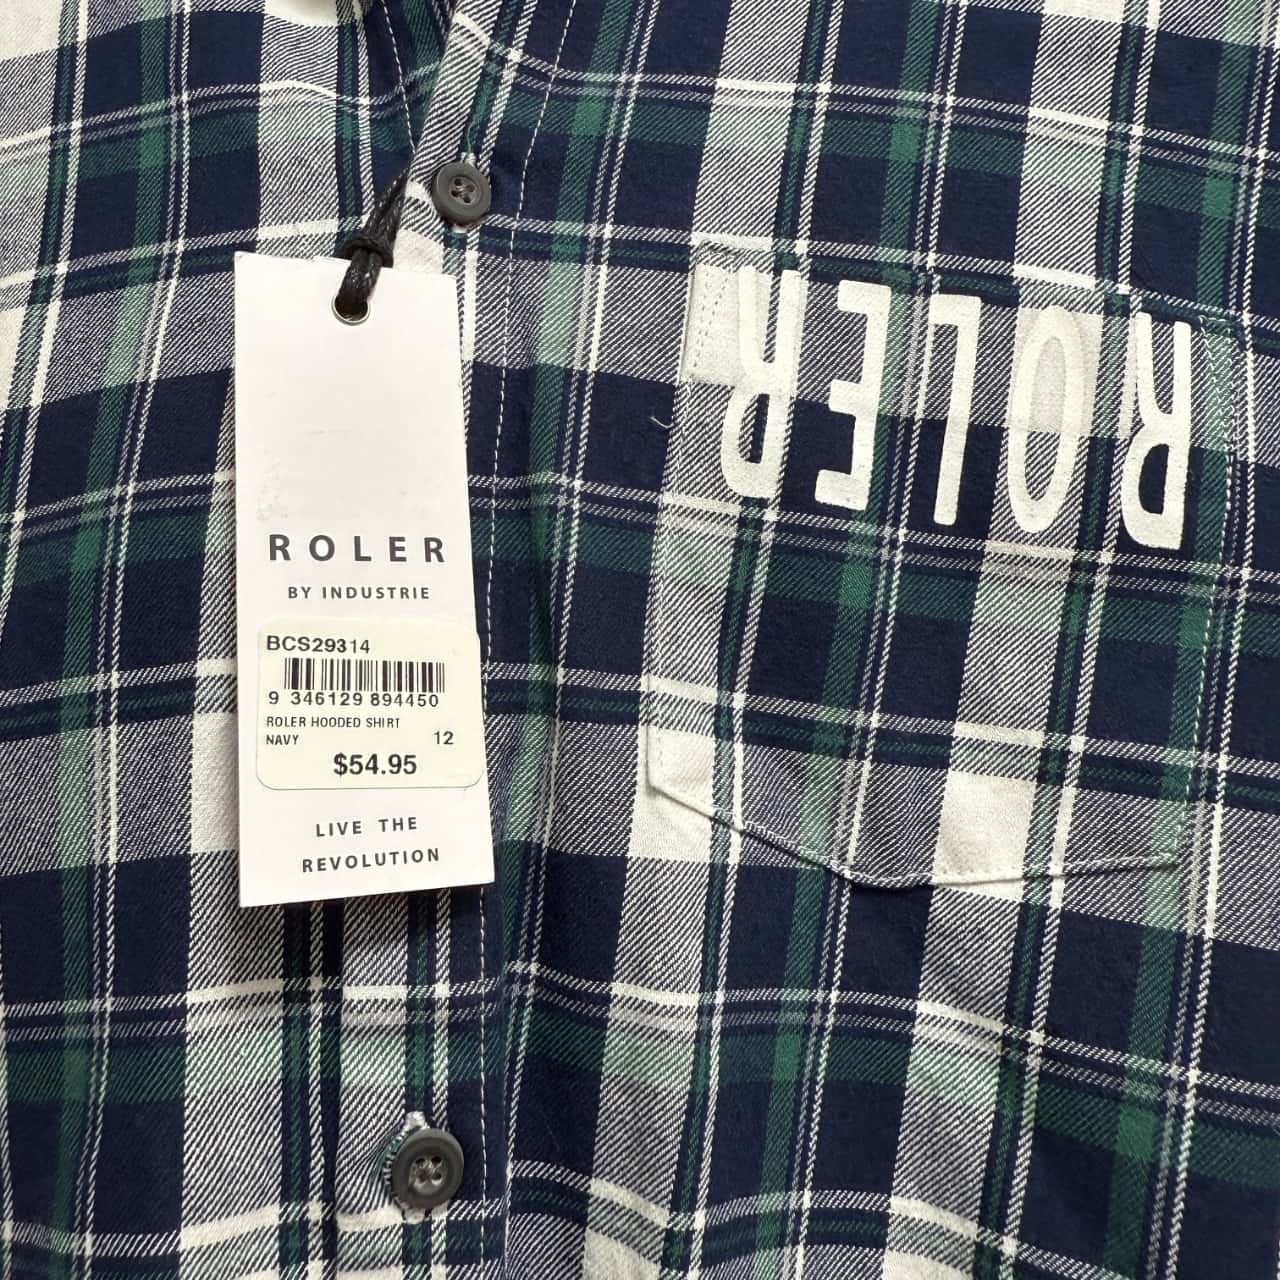 ROLER
BY INDUSTRIE
BCS29314
9 346129 894450
ROLER HOODED SHIRT
NAVY 12
$54.95
LIVE THE
REVOLUTION
ROLER